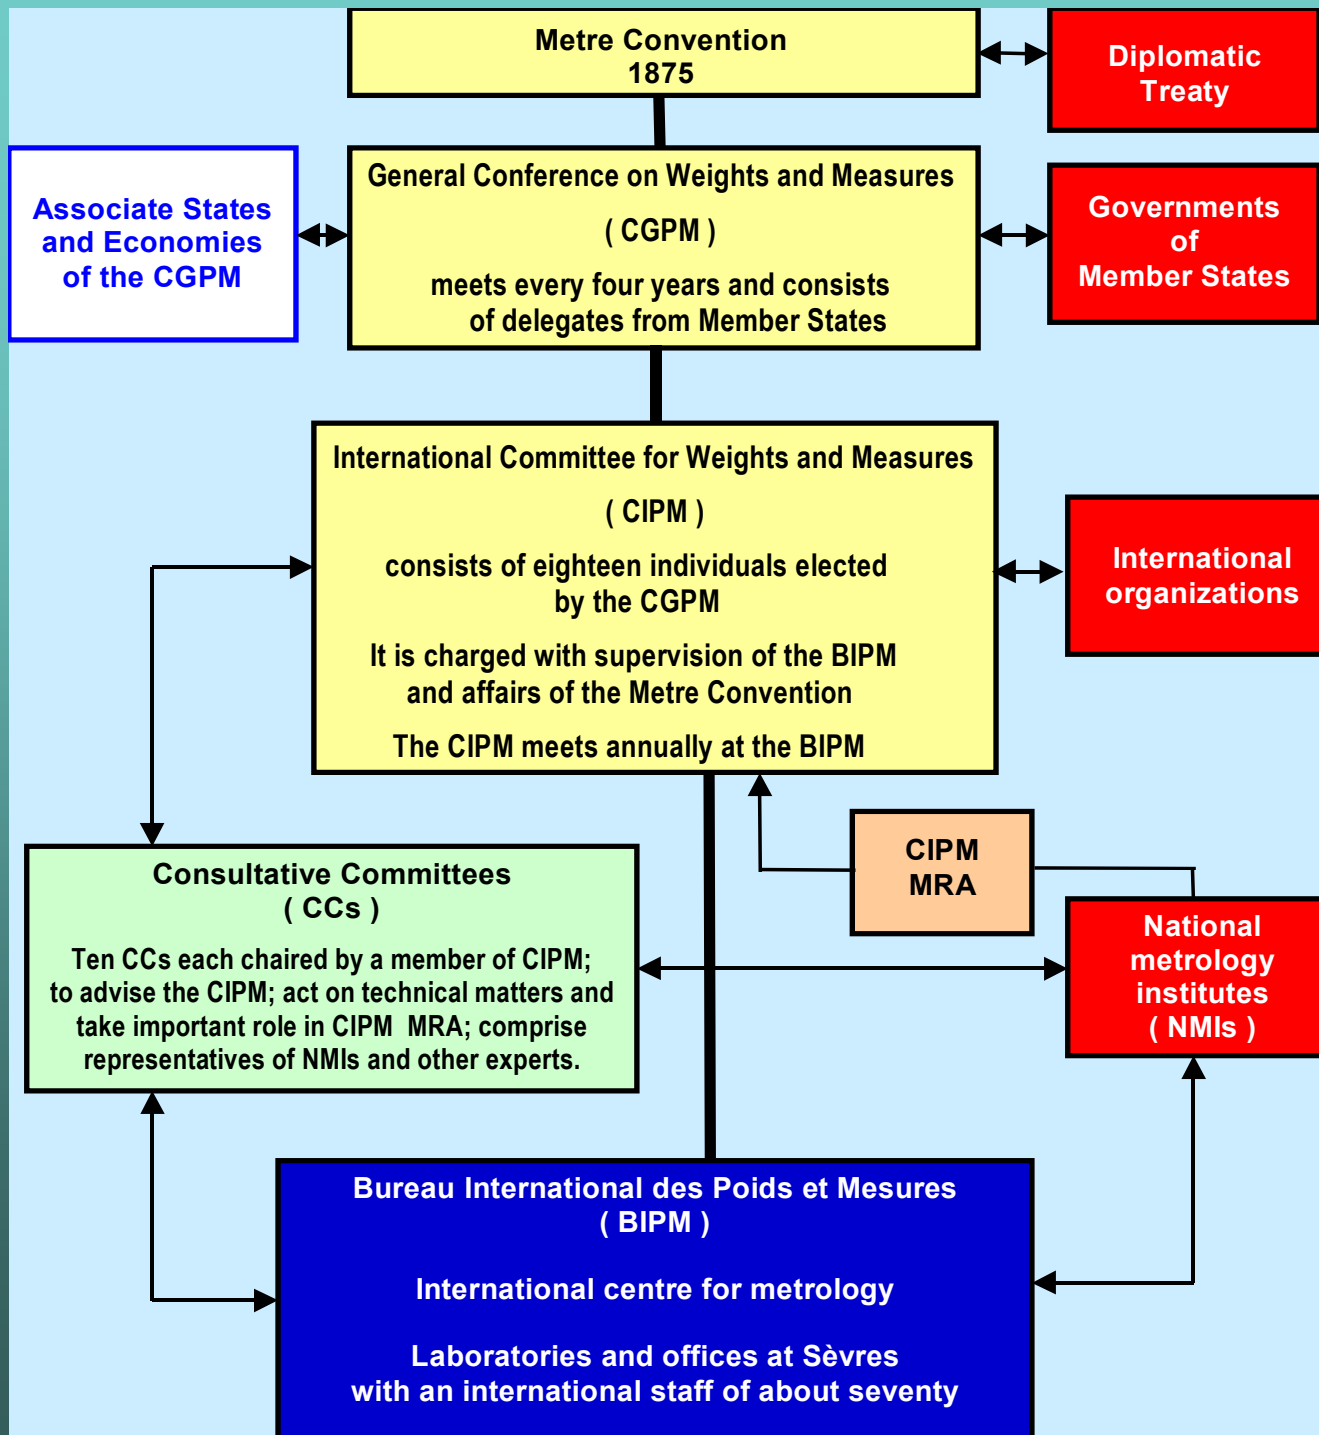 Metre Convention
1875
Diplomatic
Treaty
Associate States
and Economies
of the CGPM
General Conference on Weights and Measures
( CGPM )
meets every four years and consists
of delegates from Member States
Governments
of
Member States
International Committee for Weights and Measures
( CIPM )
consists of eighteen individuals elected
by the CGPM
It is charged with supervision of the BIPM
and affairs of the Metre Convention
The CIPM meets annually at the BIPM
International
organizations
CIPM
MRA
Consultative Committees
( CCs )
Ten CCs each chaired by a member of CIPM;
to advise the CIPM; act on technical matters and
take important role in CIPM MRA; comprise
representatives of NMIs and other experts.
National
metrology
institutes
( NMIs )
Bureau International des Poids et Mesures
( BIPM )
International centre for metrology
Laboratories and offices at Sèvres
with an international staff of about seventy